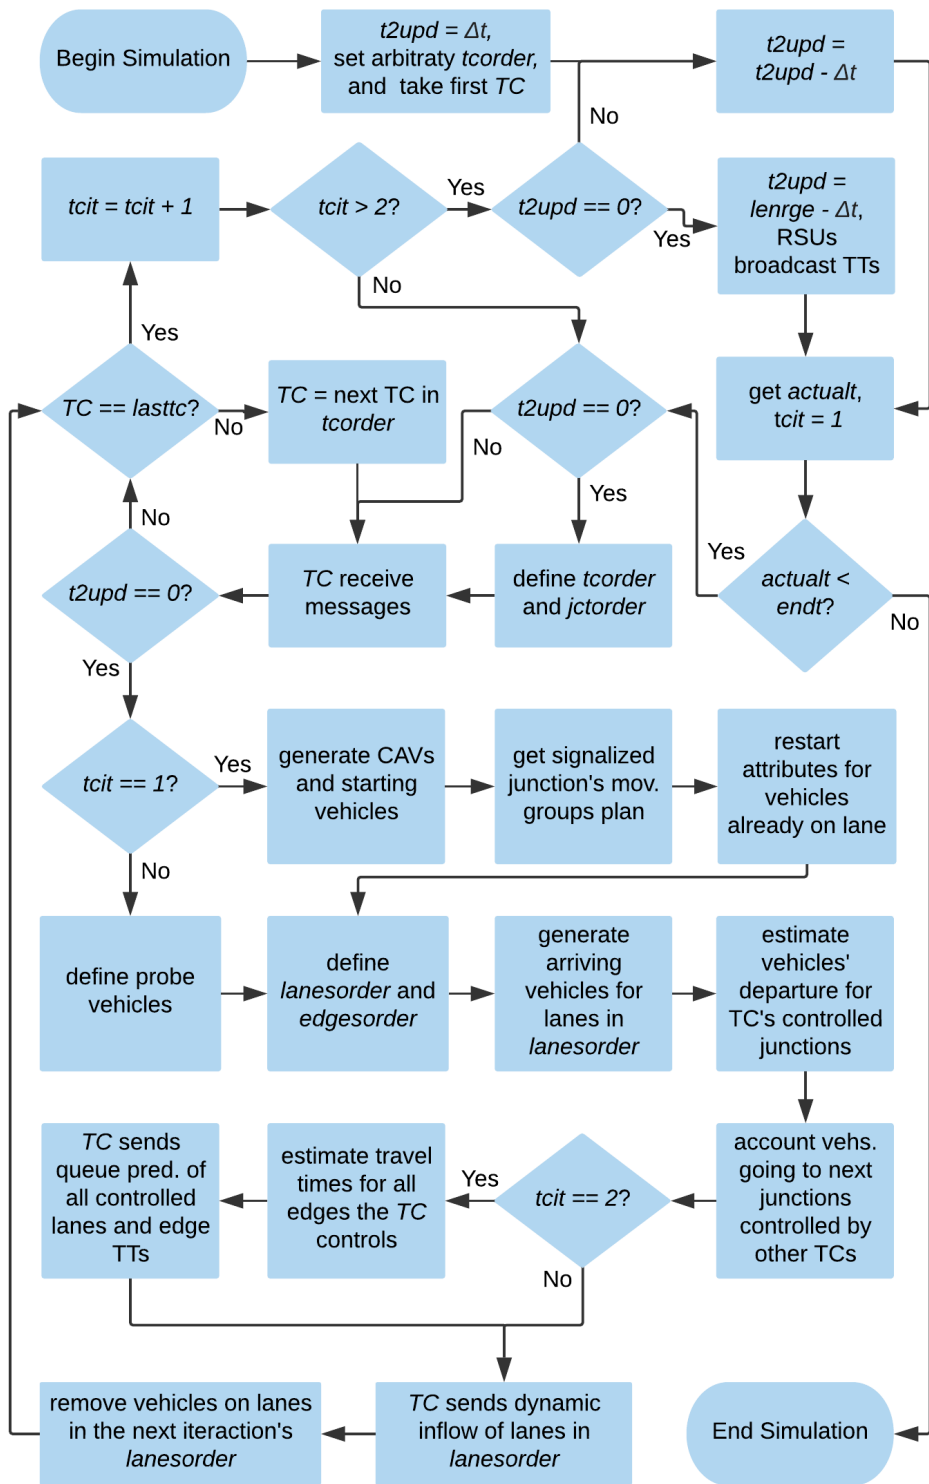 Begin Simulation
t2upd = Δt,
set arbitraty tcorder,
and take first TC
t2upd =
t2upd - Δt
No
tcit = tcit + 1
tcit > 2?
Yes
t2upd == 0?
Yes
t2upd =
lenrge - Δt,
RSUs
broadcast TTs
No
Yes
TC == lasttc?
No
TC = next TC in
tcorder
t2upd == 0?
No
Yes
get actualt,
tcit = 1
No
t2upd == 0?
Yes
TC receive
messages
define tcorder
and jctorder
Yes
actualt <
endt?
No
tcit == 1?
Yes
No
generate CAVs
and starting
vehicles
get signalized
junction's mov.
groups plan
restart
attributes for
vehicles
already on lane
define probe
vehicles
define
lanesorder and
edgesorder
generate
arriving
vehicles for
lanes in
lanesorder
estimate
vehicles'
departure for
TC's controlled
junctions
TC sends
queue pred. of
all controlled
lanes and edge
TTs
estimate travel
times for all
edges the TC
controls
Yes
tcit == 2?
No
account vehs.
going to next
junctions
controlled by
other TCs
remove vehicles on lanes
in the next iteraction's
lanesorder
TC sends dynamic
inflow of lanes in
lanesorder
End Simulation